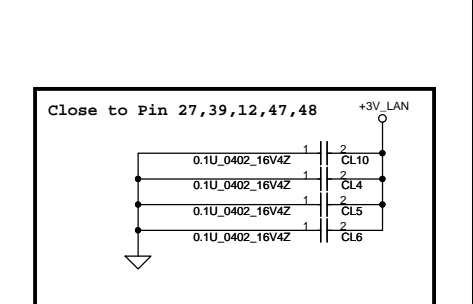 Close to Pin 27,39,12,47,48
+3V_LAN
1 2
0.1U_0402_16V4Z CL10
1 2
0.1U_0402_16V4Z CL4
1 2
0.1U_0402_16V4Z CL5
1 2
0.1U_0402_16V4Z CL6